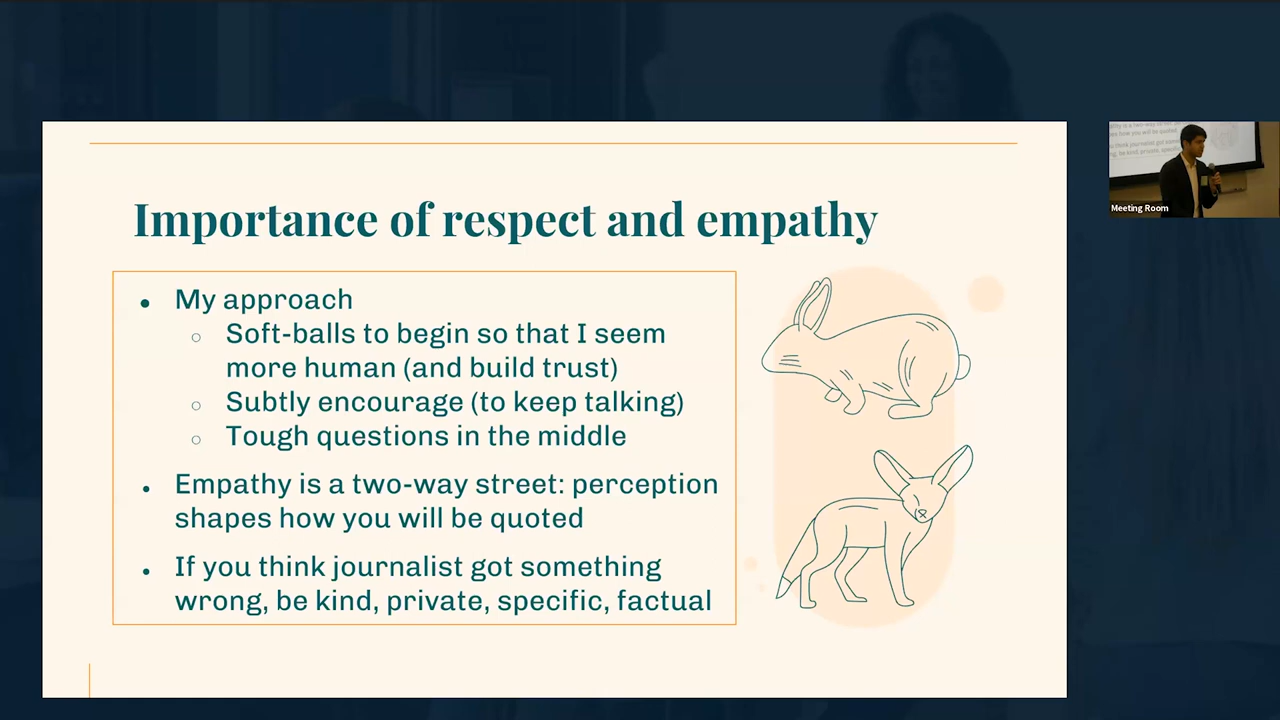 Importance of respect and empathy
My approach
Soft-balls to begin so that I seem
more human (and build trust)
Subtly encourage (to keep talking)
Tough questions in the middle
Empathy is a two-way street: perception
shapes how you will be quoted
If you think journalist got something
wrong, be kind, private, specific, factual
Meeting Room